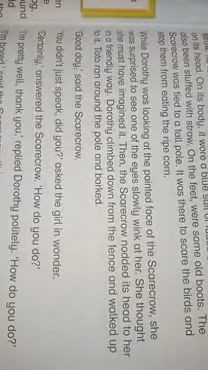 its head. On its body, it wore a blue suit of
also been stuffed with straw. On the feet, were some old boots. The
Scarecrow was tied to a tall pole. It was there to scare the birds and
stop them from eating the ripe corn.
While Dorothy was looking at the painted face of the Scarecrow, she
was surprised to see one of the eyes slowly wink at her. She thought
she must have imagined it. Then, the Scarecrow nodded its head to her
in a friendly way. Dorothy climbed down from the fence and walked up
to it. Toto ran around the pole and barked.
'Good day,' said the Scarecrow.
'You don't just speak, did you?' asked the girl in wonder.
'Certainly,' answered the Scarecrow. 'How do you do?'
'I'm pretty well, thank you,' replied Dorothy politely. 'How do you do?'
said the